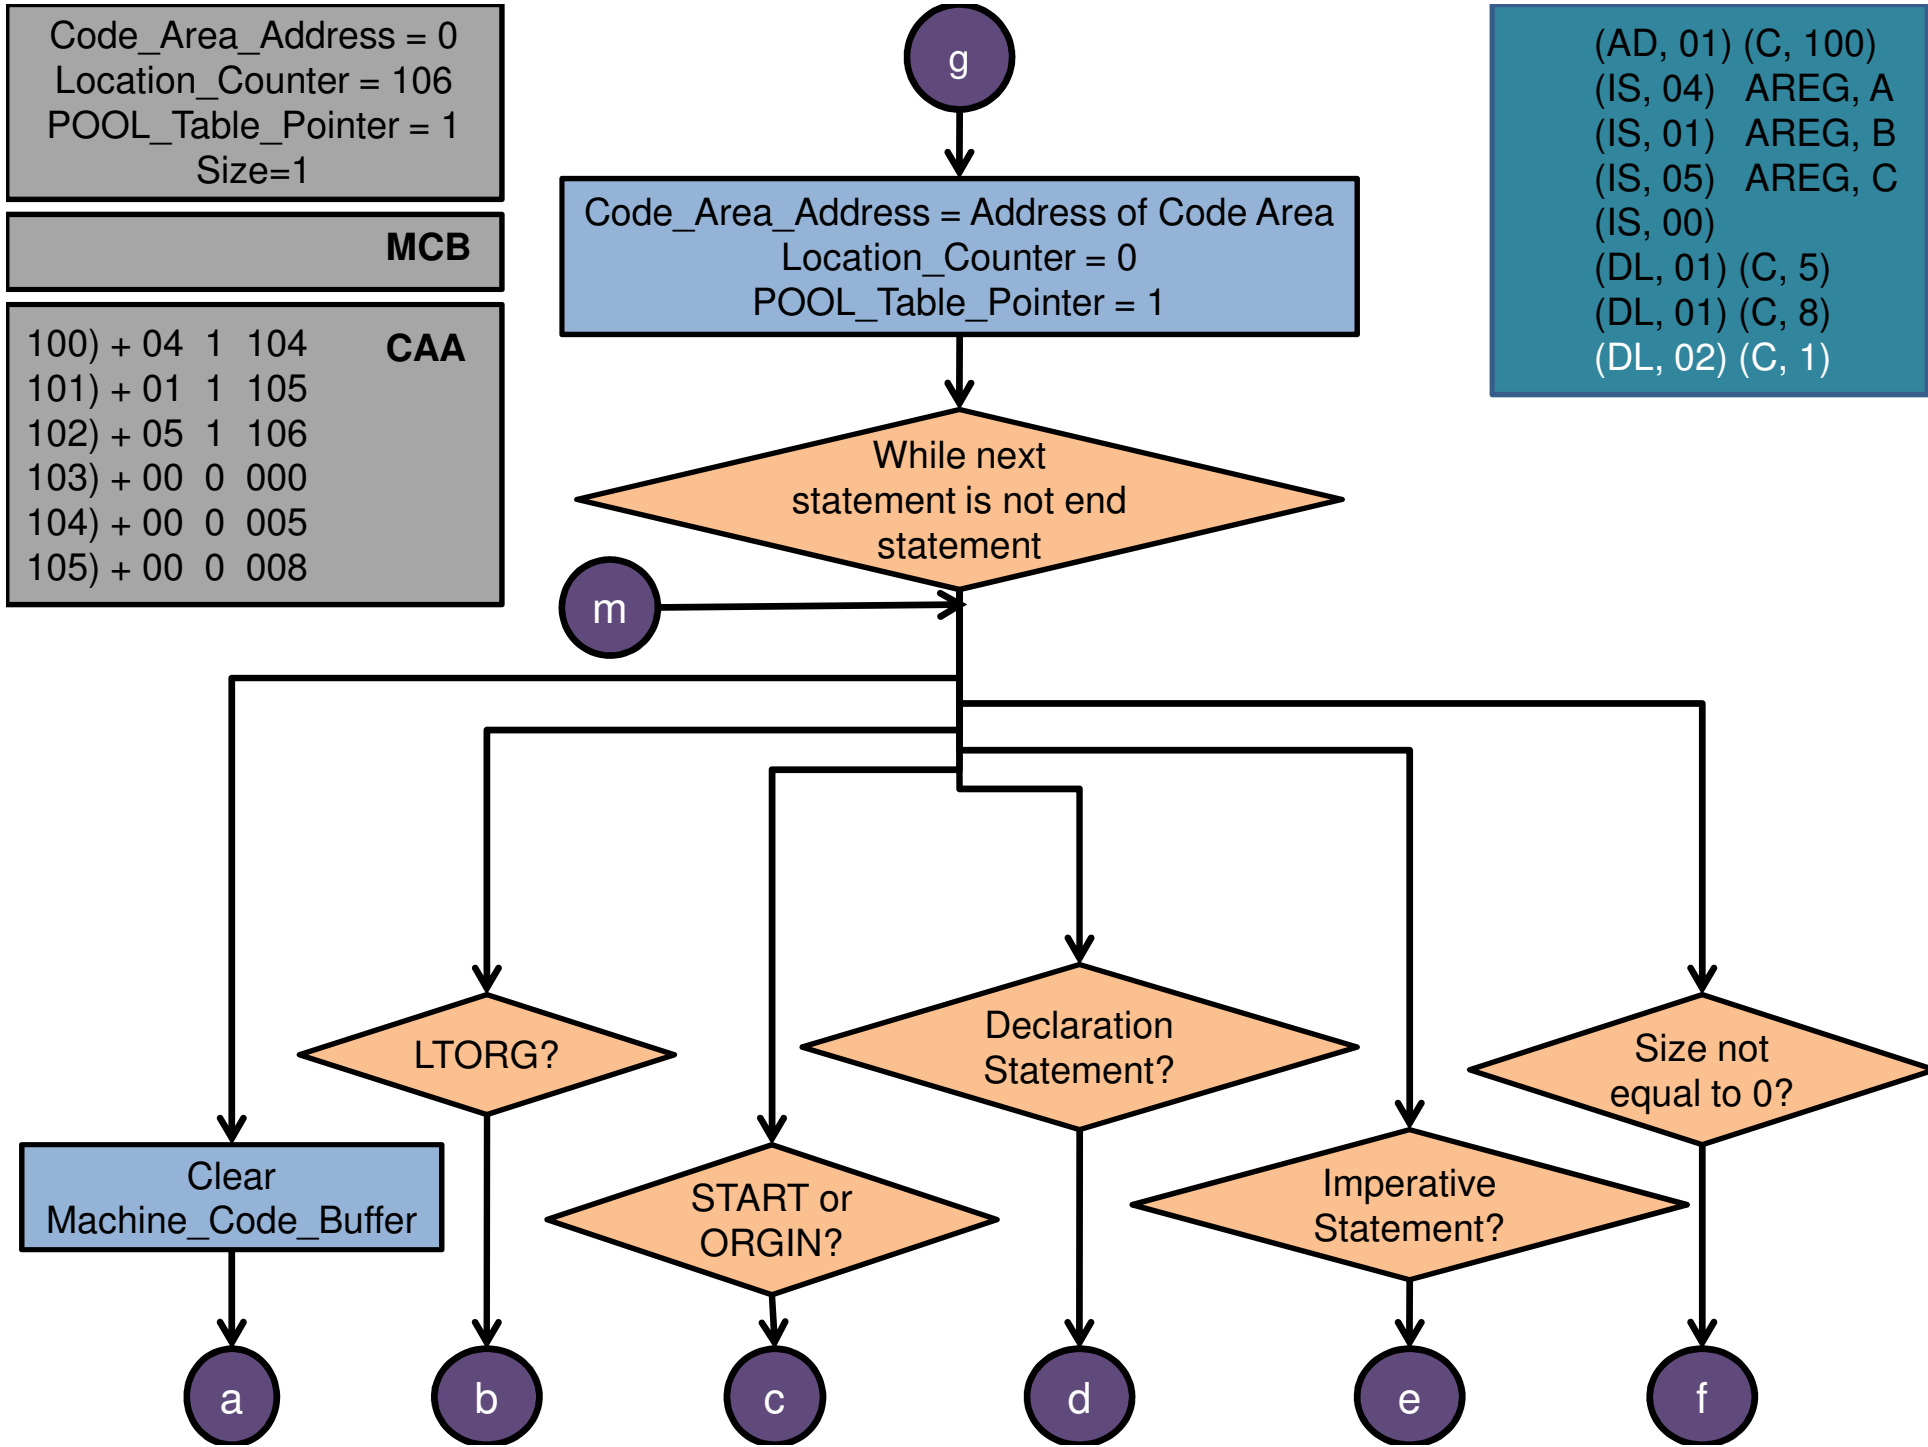 Code_Area_Address = 0
Location_Counter = 106
POOL_Table_Pointer = 1
Size=1
MCB
100) + 04 1 104
CAA
101) + 01 1 105
102) + 05 1 106
103) + 00 0 000
104) + 00 0 005
105) + 00 0 008
g
Code_Area_Address = Address of Code Area
Location_Counter = 0
POOL_Table_Pointer = 1
(AD, 01) (C, 100)
(IS, 04) AREG, A
(IS, 01) AREG, B
(IS, 05) AREG, C
(IS, 00)
(DL, 01) (C, 5)
(DL, 01) (C, 8)
(DL, 02) (C, 1)
While next
statement is not end
statement
m
Clear
Machine_Code_Buffer
LTORG?
START or
ORGIN?
Declaration
Statement?
Imperative
Statement?
Size not
equal to 0?
a
b
c
d
e
f